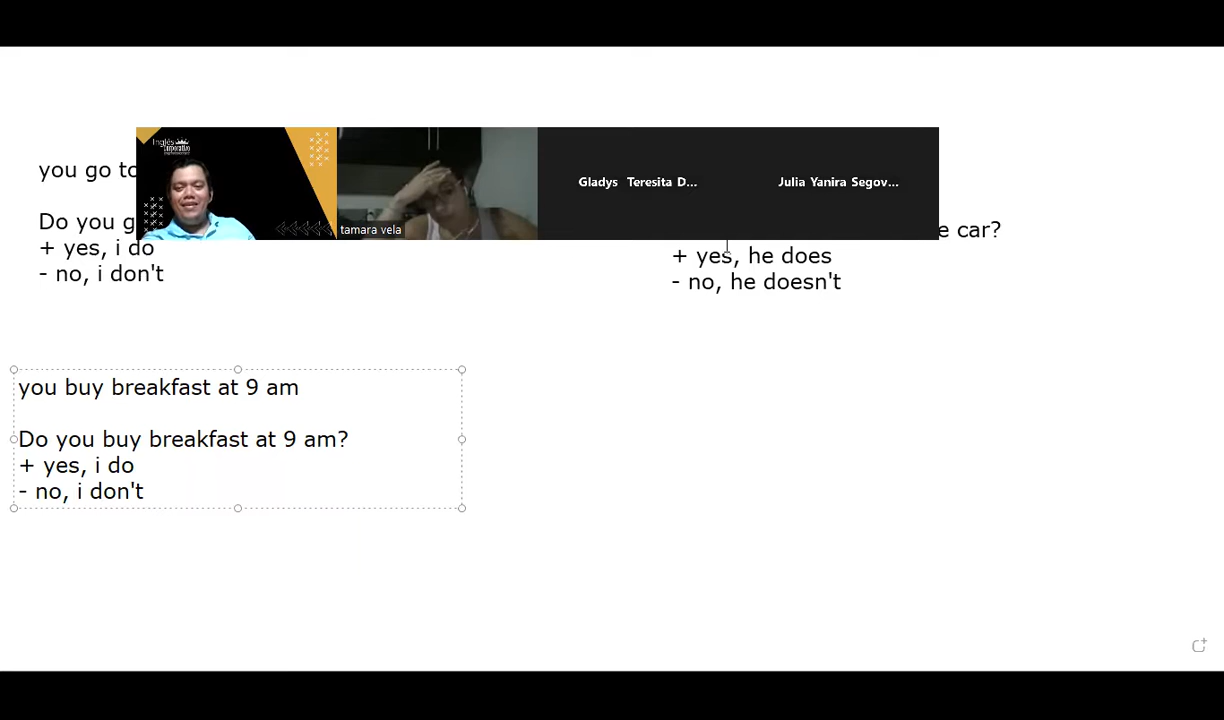 you go to
Do you g
+ yes, i do
- no, i don't
Inglés
Corporativo
tamara vela
Gladys Teresita D...
Julia Yanira Segov...
e car?
+ yes, he does
- no, he doesn't
you buy breakfast at 9 am
Do you buy breakfast at 9 am?
+ yes, i do
- no, i don't